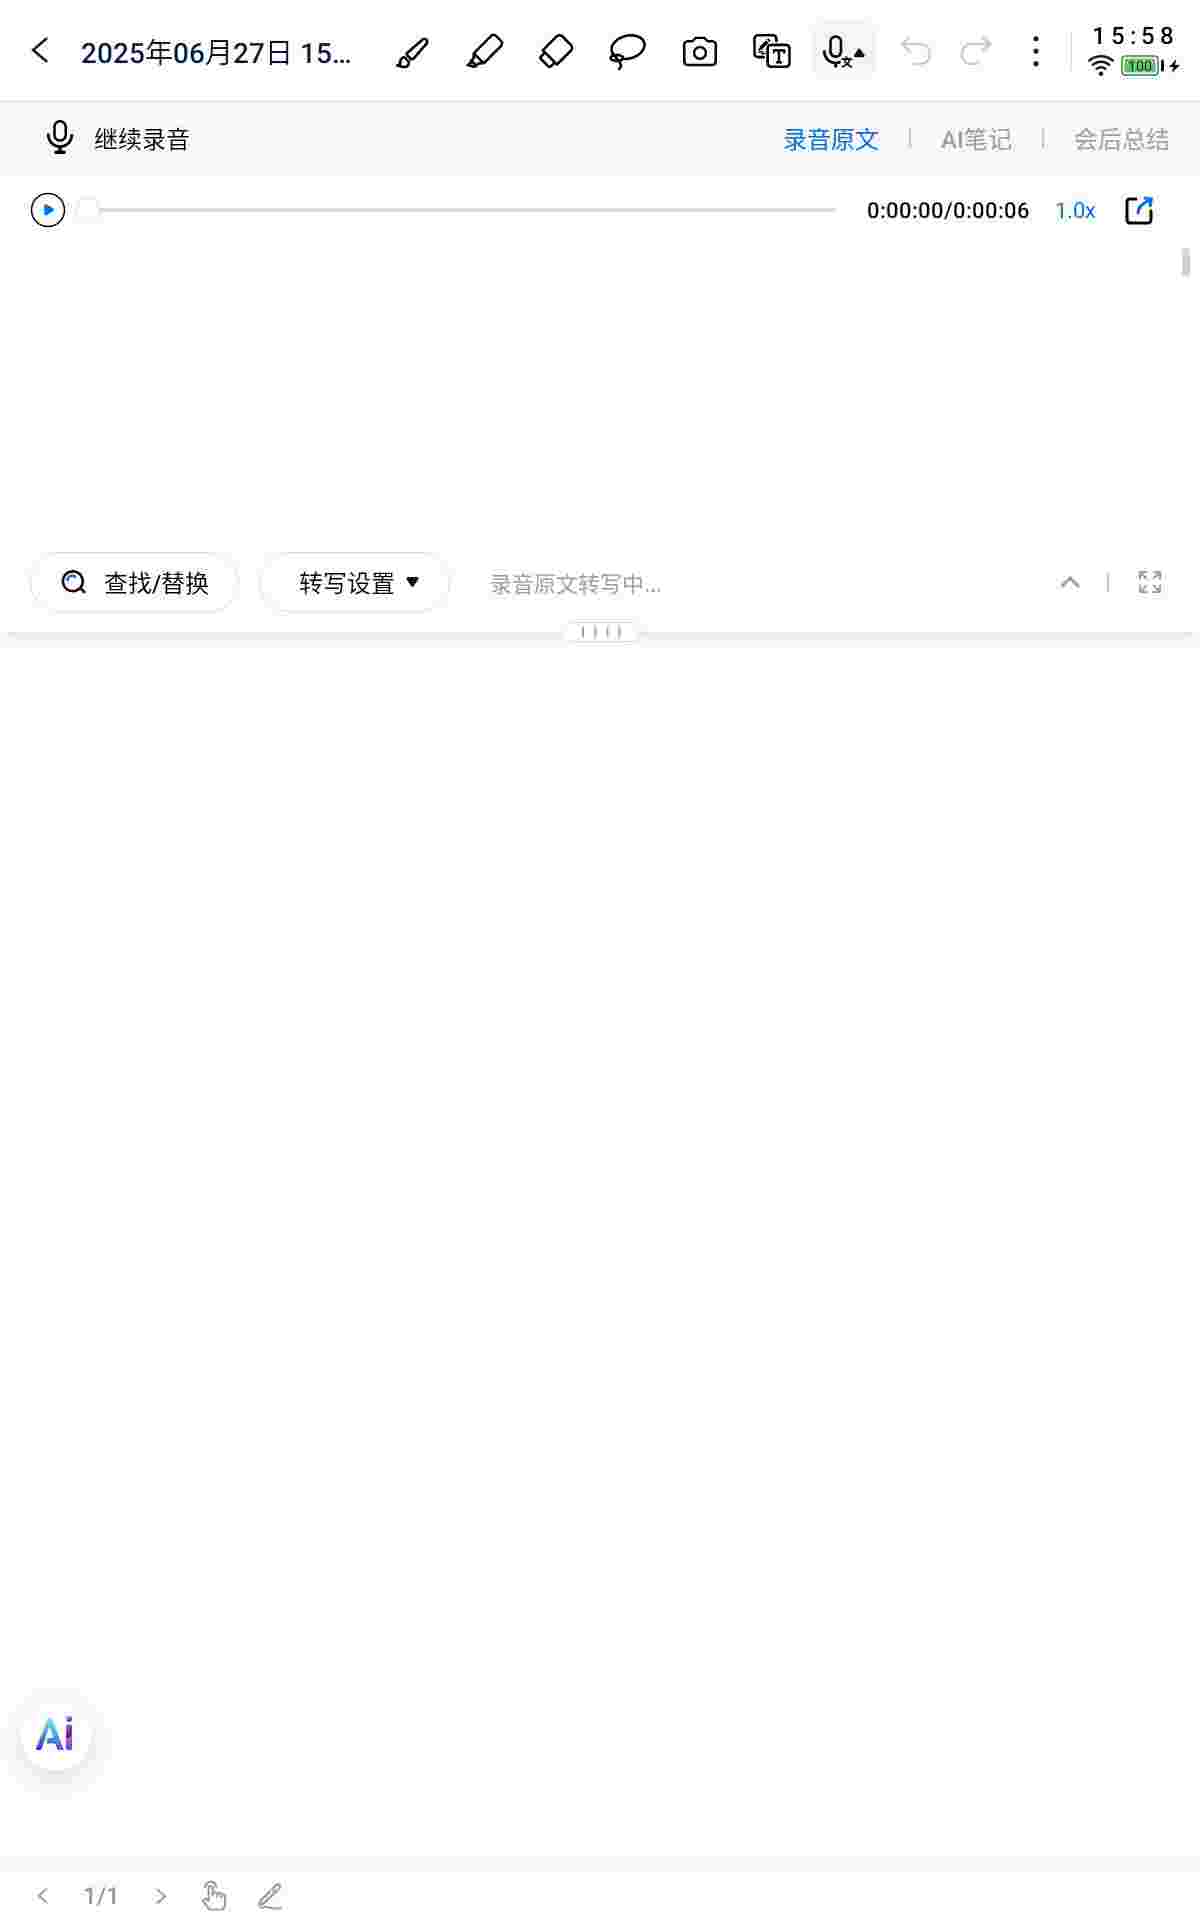 2025年06月27日 15...
15:58
100
继续录音
录音原文
AI笔记
会后总结
0:00:00/0:00:06
1.0x
查找/替换
转写设置
录音原文转写中...
Ai
1/1